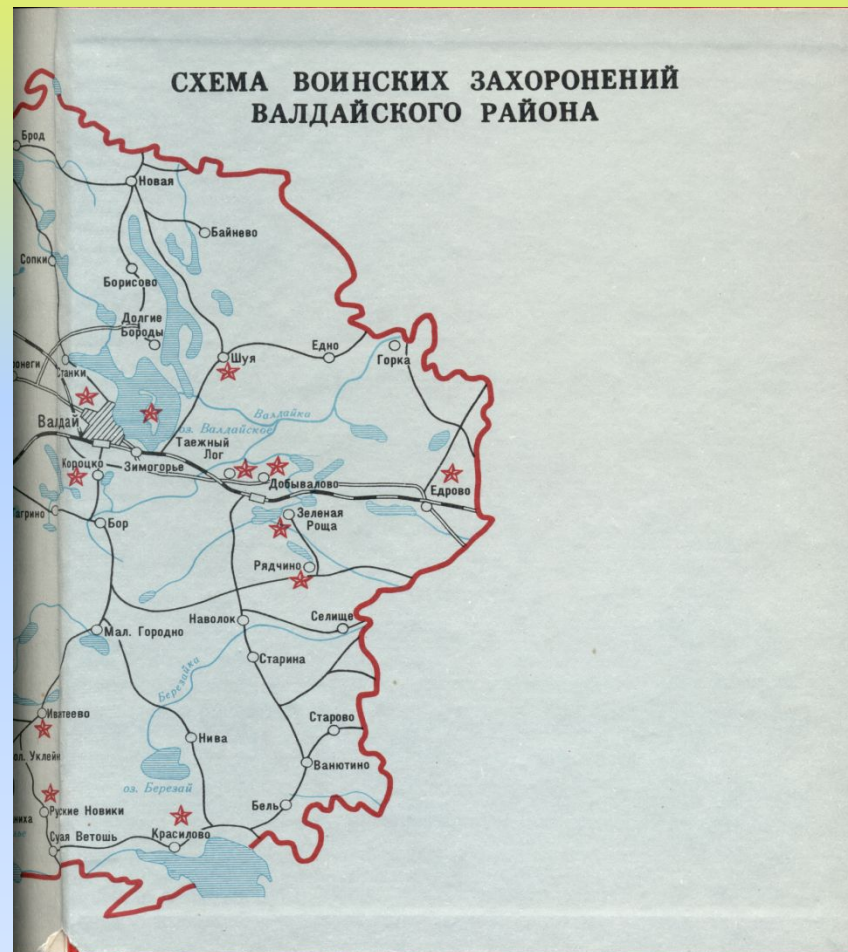 СХЕМА ВОИНСКИХ ЗАХОРОНЕНИЙ
ВАЛДАЙСКОГО РАЙОНА
Брод
Новая
Байнево
Сопки
Борисово
Долгие
Бороды
Едно
Горка
Шуя
Станки
Валдай
Валдайка
оз. Валдайское
Таежный
Лог
Короцко
Зимогорье
Добывалово
Едрово
Зеленая
Роща
Бор
Рядчино
Наволок
Селище
Мал. Городно
Старина
Березайка
Ивантеево
Старово
Нива
Ванютино
оз. Березай
Бель
Русские Новики
Сухая Ветошь
Красилово